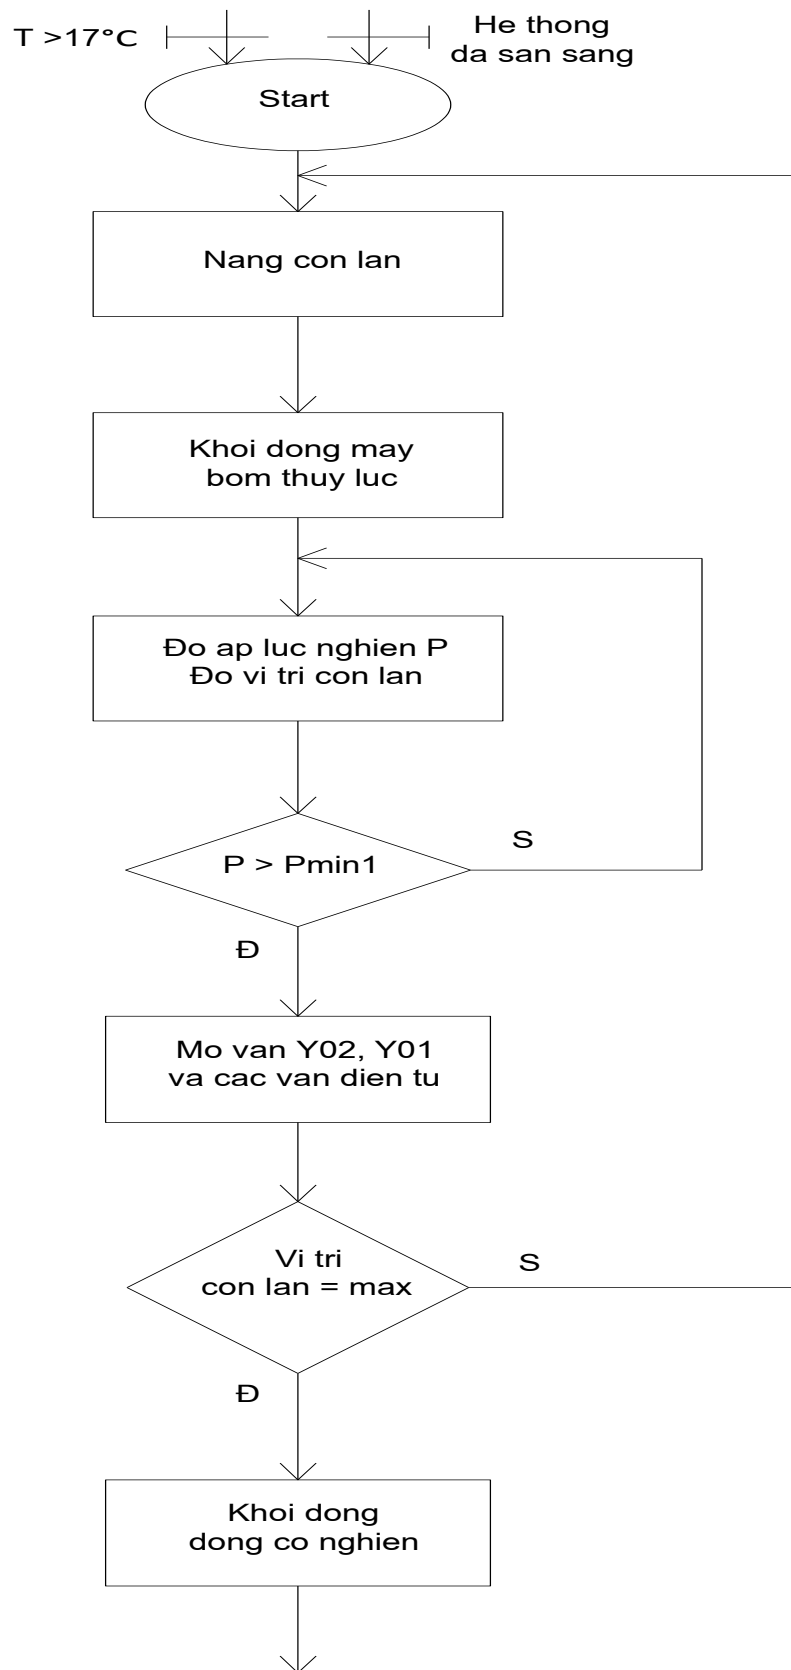 T >17°C
He thong
da san sang
Start
Nang con lan
Khoi dong may
bom thuy luc
Đo ap luc nghien P
Đo vi tri con lan
P > Pmin1
S
Đ
Mo van Y02, Y01
va cac van dien tu
Vi tri
con lan = max
S
Đ
Khoi dong
dong co nghien